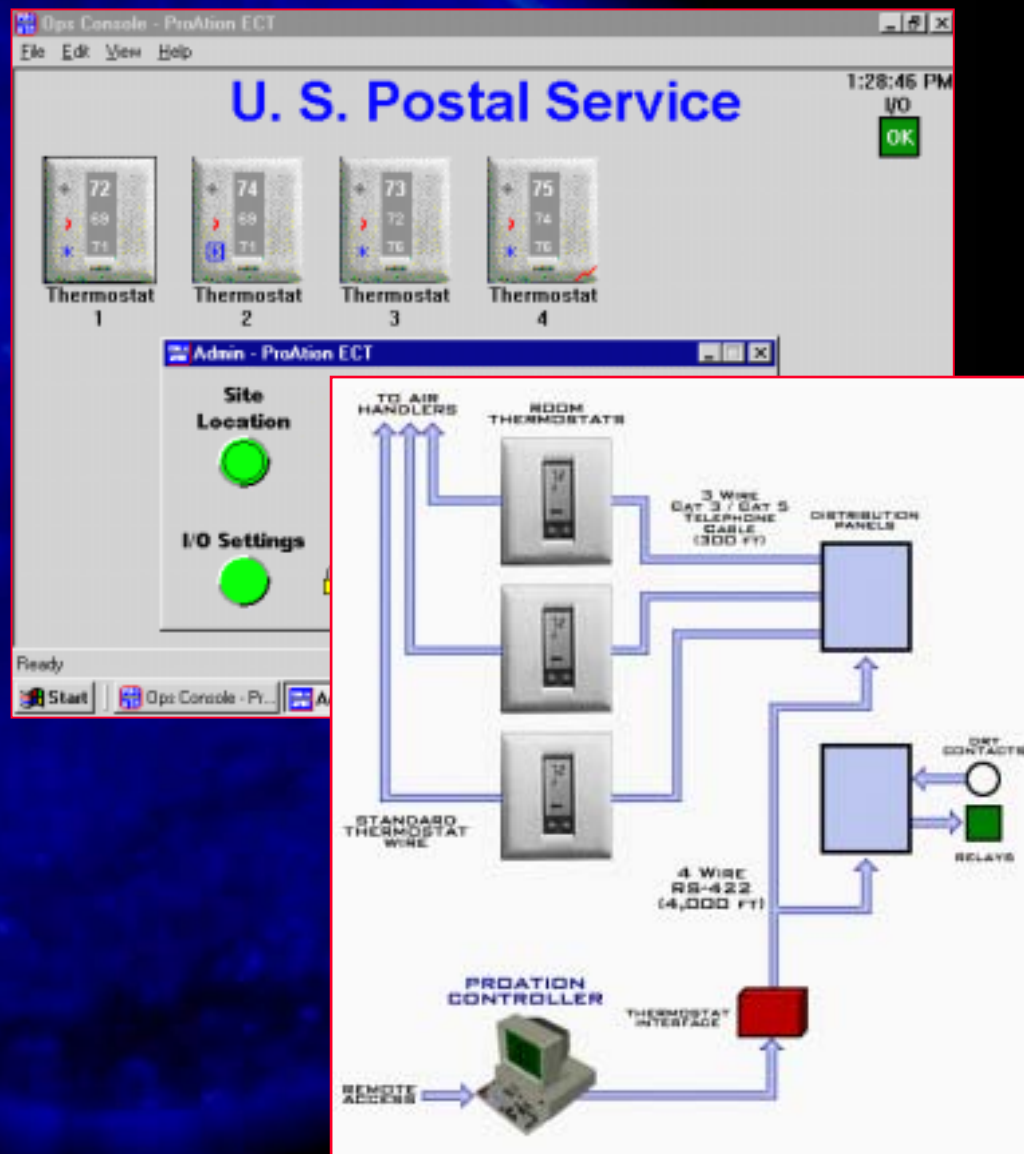 Ops Console - ProAtion ECT
File Edit View Help
U. S. Postal Service
1:28:46 PM
I/O
OK
72
69
71
74
69
71
73
72
76
75
74
76
Thermostat
1
Thermostat
2
Thermostat
3
Thermostat
4
Admin - ProAtion ECT
Site
Location
I/O Settings
Ready
Start
Ops Console - Pr...
TO AIR
HANDLERS
ROOM
THERMOSTATS
3 WIRE
CAT 3 / CAT 5
TELEPHONE
CABLE
(300 FT)
DISTRIBUTION
PANELS
72
72
72
STANDARD
THERMOSTAT
WIRE
DRY
CONTACTS
RELAYS
4 WIRE
RS-422
(4,000 FT)
PROATION
CONTROLLER
THERMOSTAT
INTERFACE
REMOTE
ACCESS